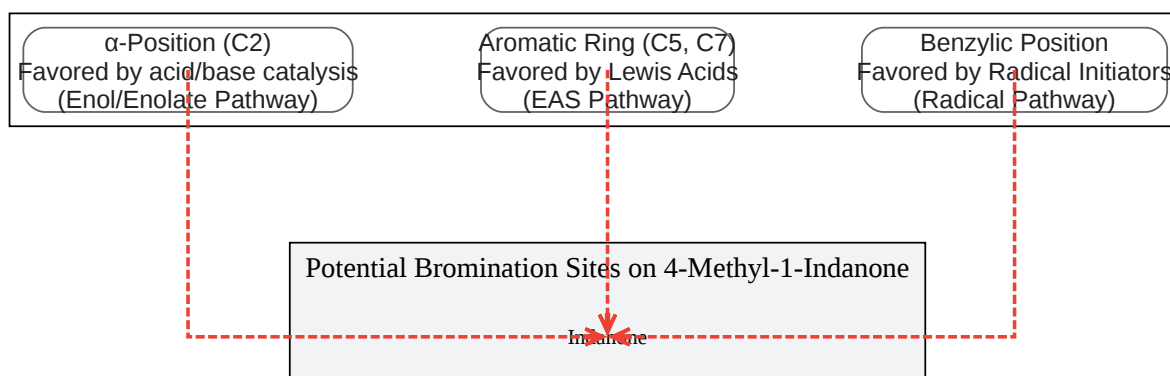 α-Position (C2)
Favored by acid/base catalysis
(Enol/Enolate Pathway)
Aromatic Ring (C5, C7)
Favored by Lewis Acids
(EAS Pathway)
Benzylic Position
Favored by Radical Initiators
(Radical Pathway)
Potential Bromination Sites on 4-Methyl-1-Indanone
Indanone